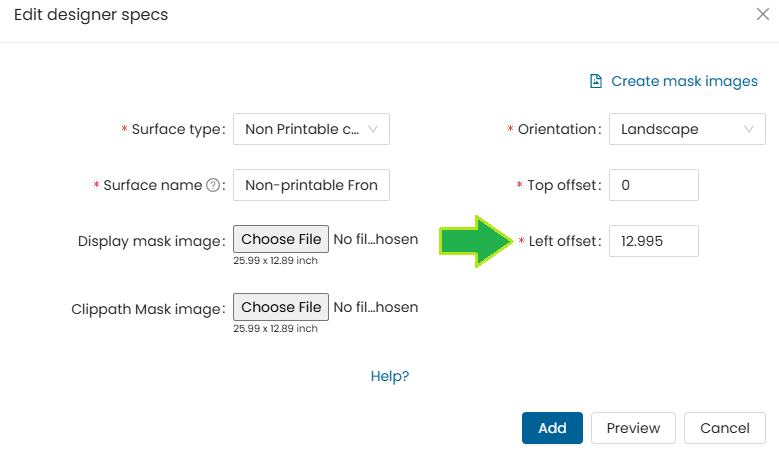 Edit designer specs
Create mask images
* Surface type: Non Printable c...
* Orientation: Landscape
* Surface name ? : Non-printable Fron
* Top offset: 0
Display mask image: Choose File No fil...hosen
25.99 x 12.89 inch
* Left offset: 12.995
Clippath Mask image: Choose File No fil...hosen
25.99 x 12.89 inch
Help?
Add Preview Cancel